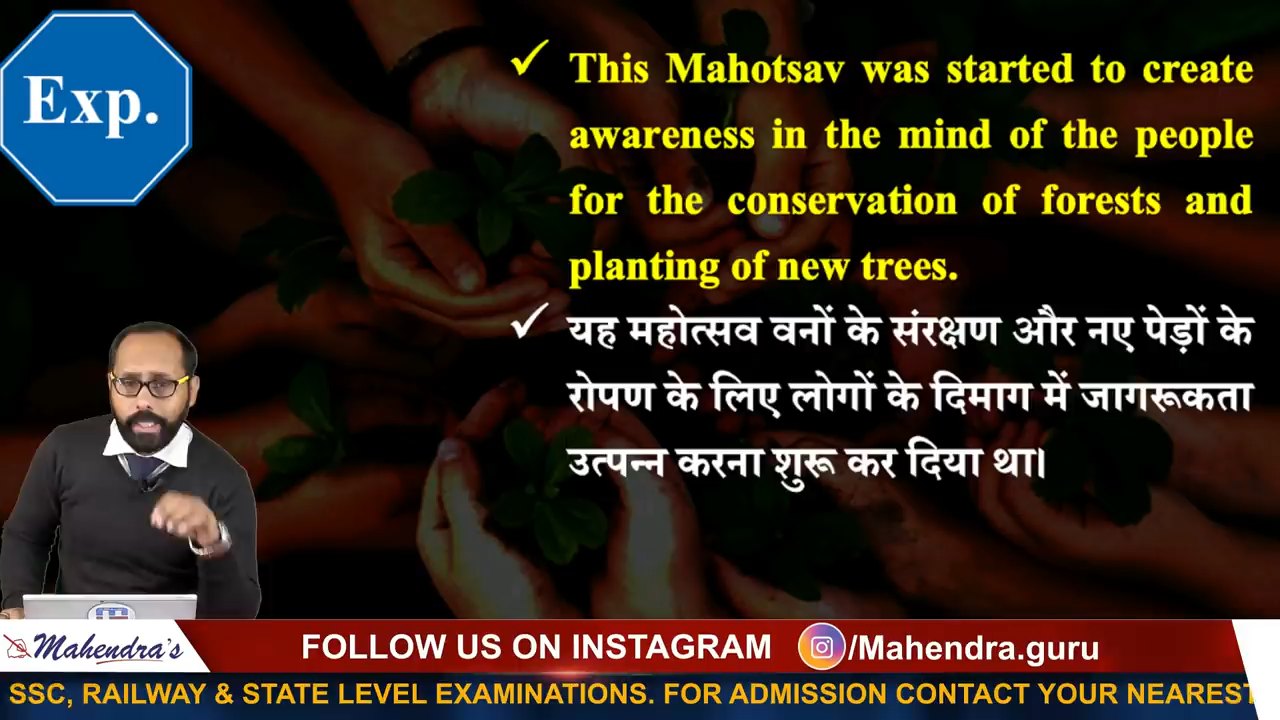 Exp.
This Mahotsav was started to create
awareness in the mind of the people
for the conservation of forests and
planting of new trees.
यह महोत्सव वनों के संरक्षण और नए पेड़ों के
रोपण के लिए लोगों के दिमाग में जागरूकता
उत्पन्न करना शुरू कर दिया था।
Mahendra's
FOLLOW US ON INSTAGRAM /Mahendra.guru
SSC, RAILWAY & STATE LEVEL EXAMINATIONS. FOR ADMISSION CONTACT YOUR NEAREST